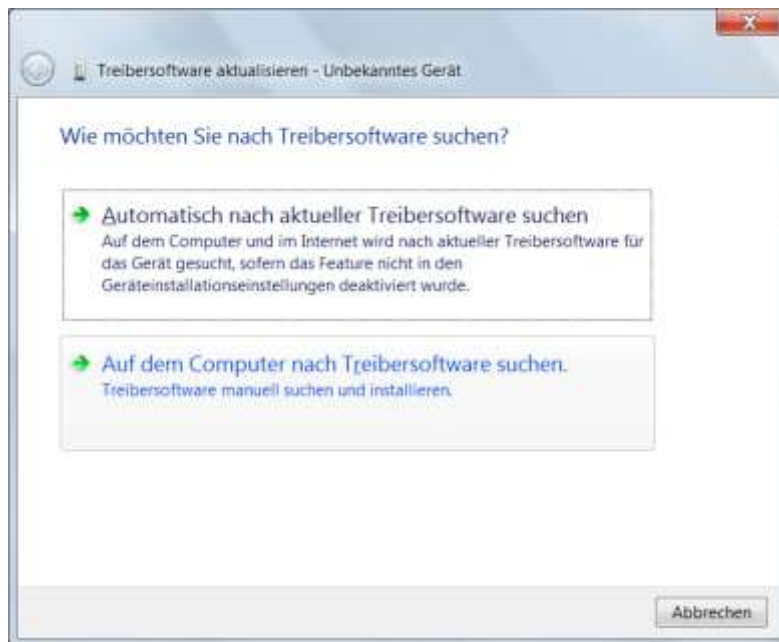 Treibersoftware aktualisieren - Unbekanntes Gerät
Wie möchten Sie nach Treibersoftware suchen?
Automatisch nach aktueller Treibersoftware suchen
Auf dem Computer und im Internet wird nach aktueller Treibersoftware für
das Gerät gesucht, sofern das Feature nicht in den
Geräteinstallationseinstellungen deaktiviert wurde.
Auf dem Computer nach Treibersoftware suchen.
Treibersoftware manuell suchen und installieren.
Abbrechen